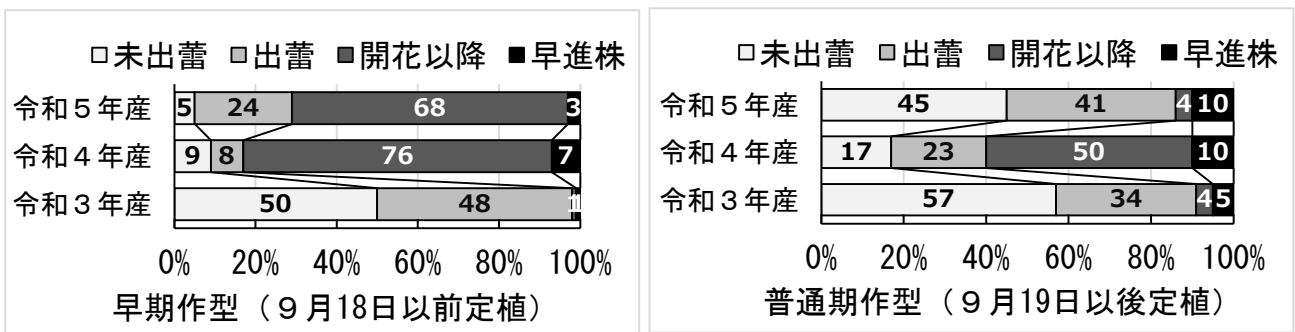 □未出蕾 ■出蕾 ■開花以降 ■早進株
令和５年産 5 24 68 3
令和４年産 9 8 76 7
令和３年産 50 48 1 1
0% 20% 40% 60% 80% 100%
早期作型（９月18日以前定植）
□未出蕾 ■出蕾 ■開花以降 ■早進株
令和５年産 45 41 4 10
令和４年産 17 23 50 10
令和３年産 57 34 4 5
0% 20% 40% 60% 80% 100%
普通期作型（９月19日以後定植）